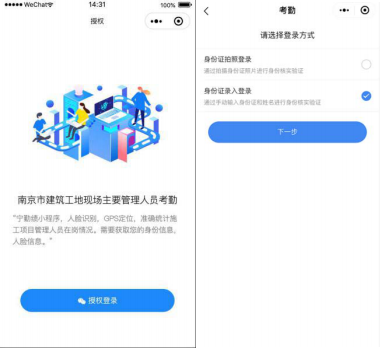 WeChat
14:31
100%
授权
南京市建筑工地现场主要管理人员考勤
"宁勤绩小程序，人脸识别、GPS定位，准确统计施
工项目管理人员在岗情况。需要获取您的身份信息、
人脸信息。"
授权登录
考勤
请选择登录方式
身份证拍照登录
通过拍摄身份证照片进行身份核实验证
身份证录入登录
通过手动输入身份证和姓名进行身份核实验证
下一步